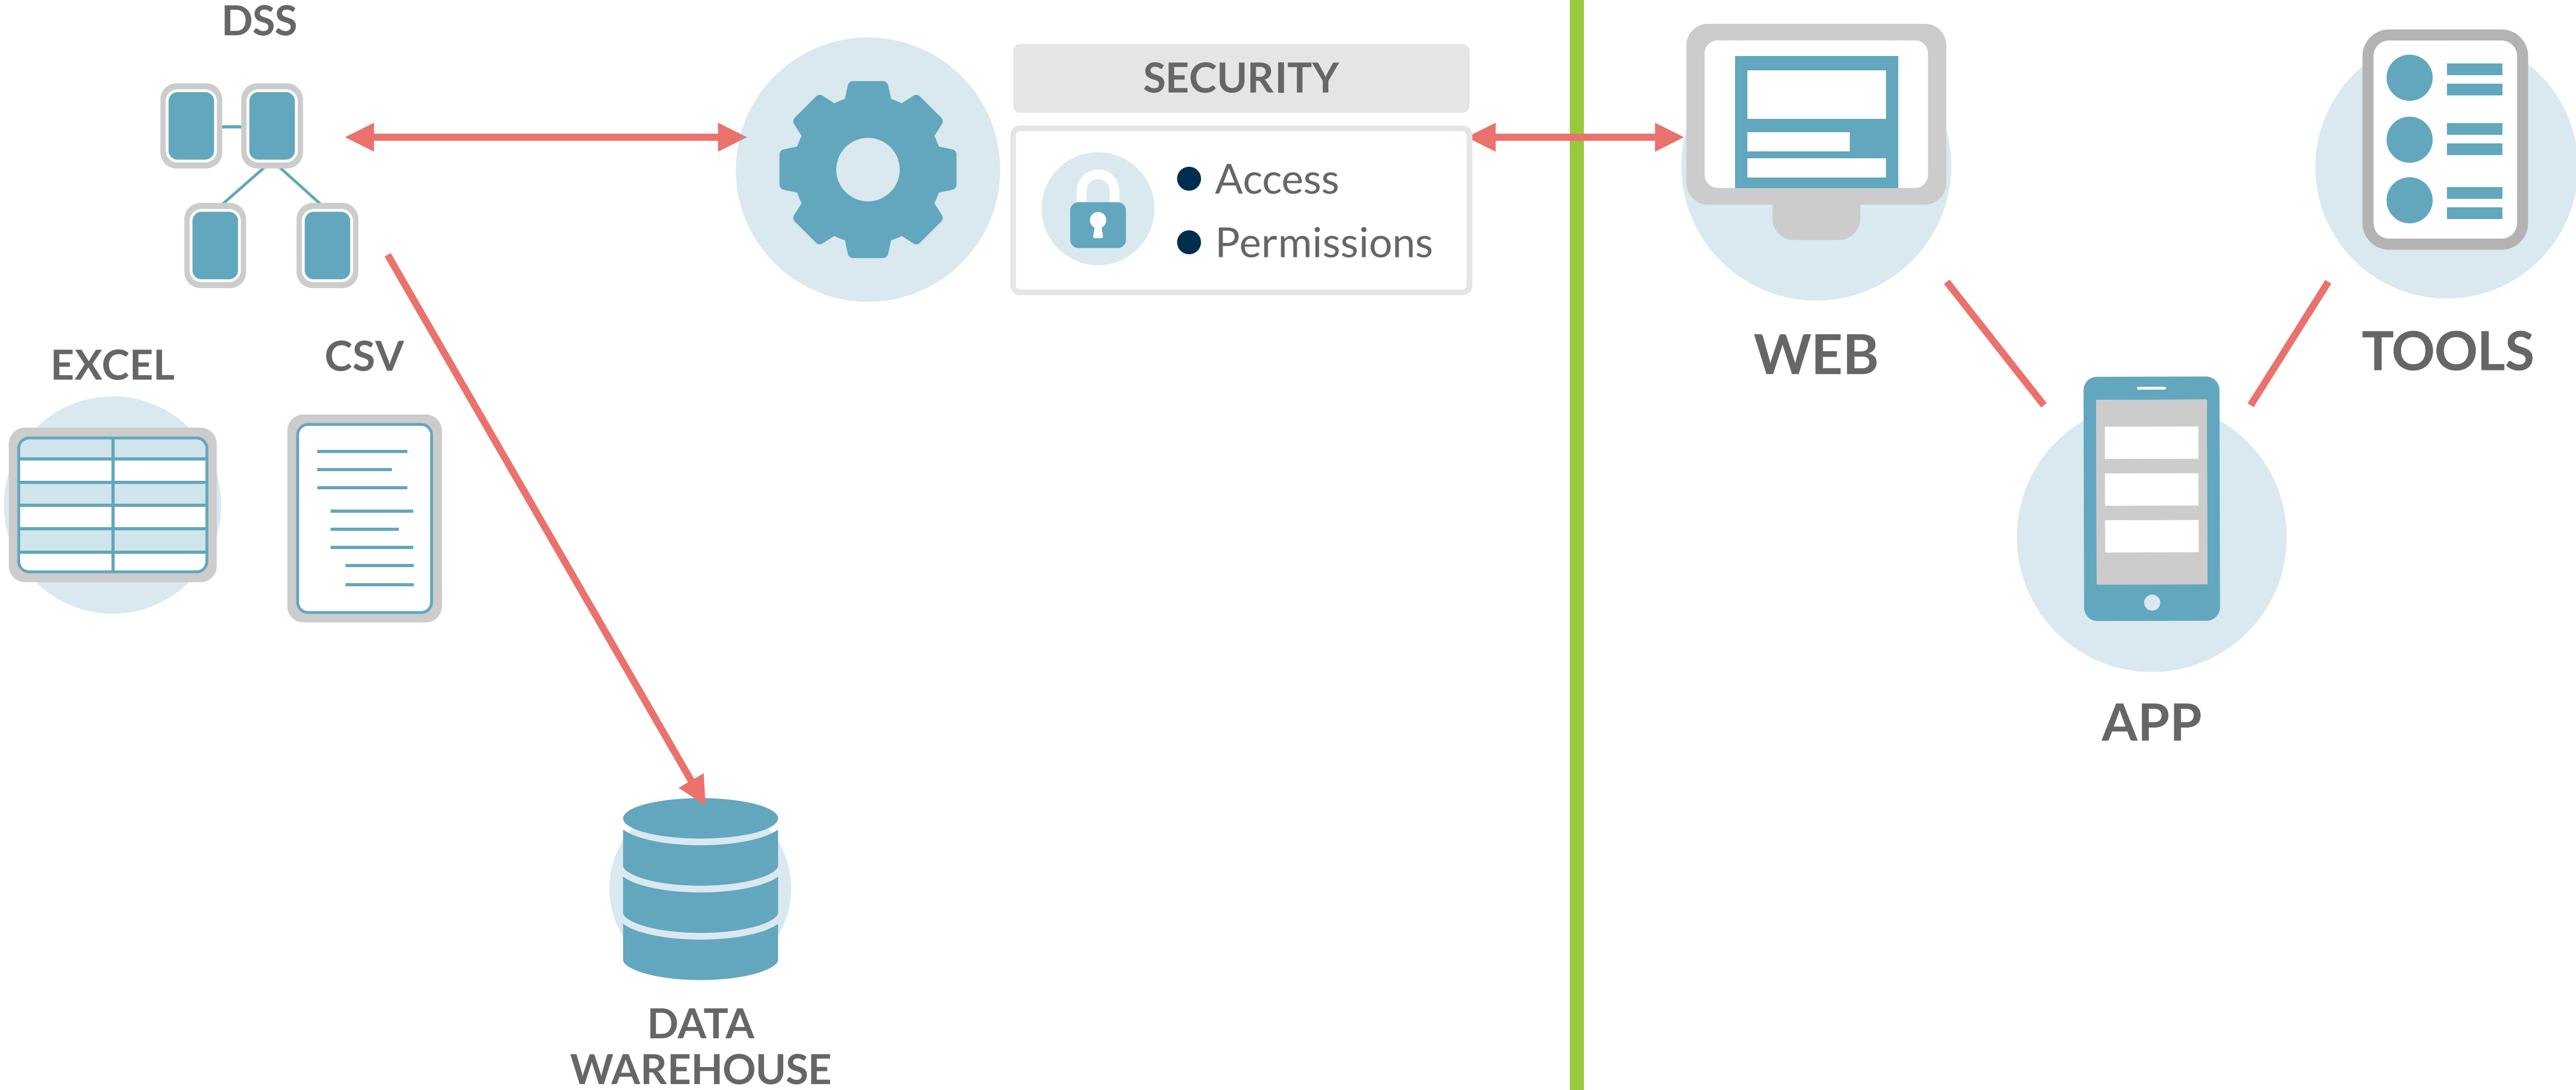 DSS
SECURITY
Access
Permissions
EXCEL
CSV
WEB
TOOLS
APP
DATA
WAREHOUSE